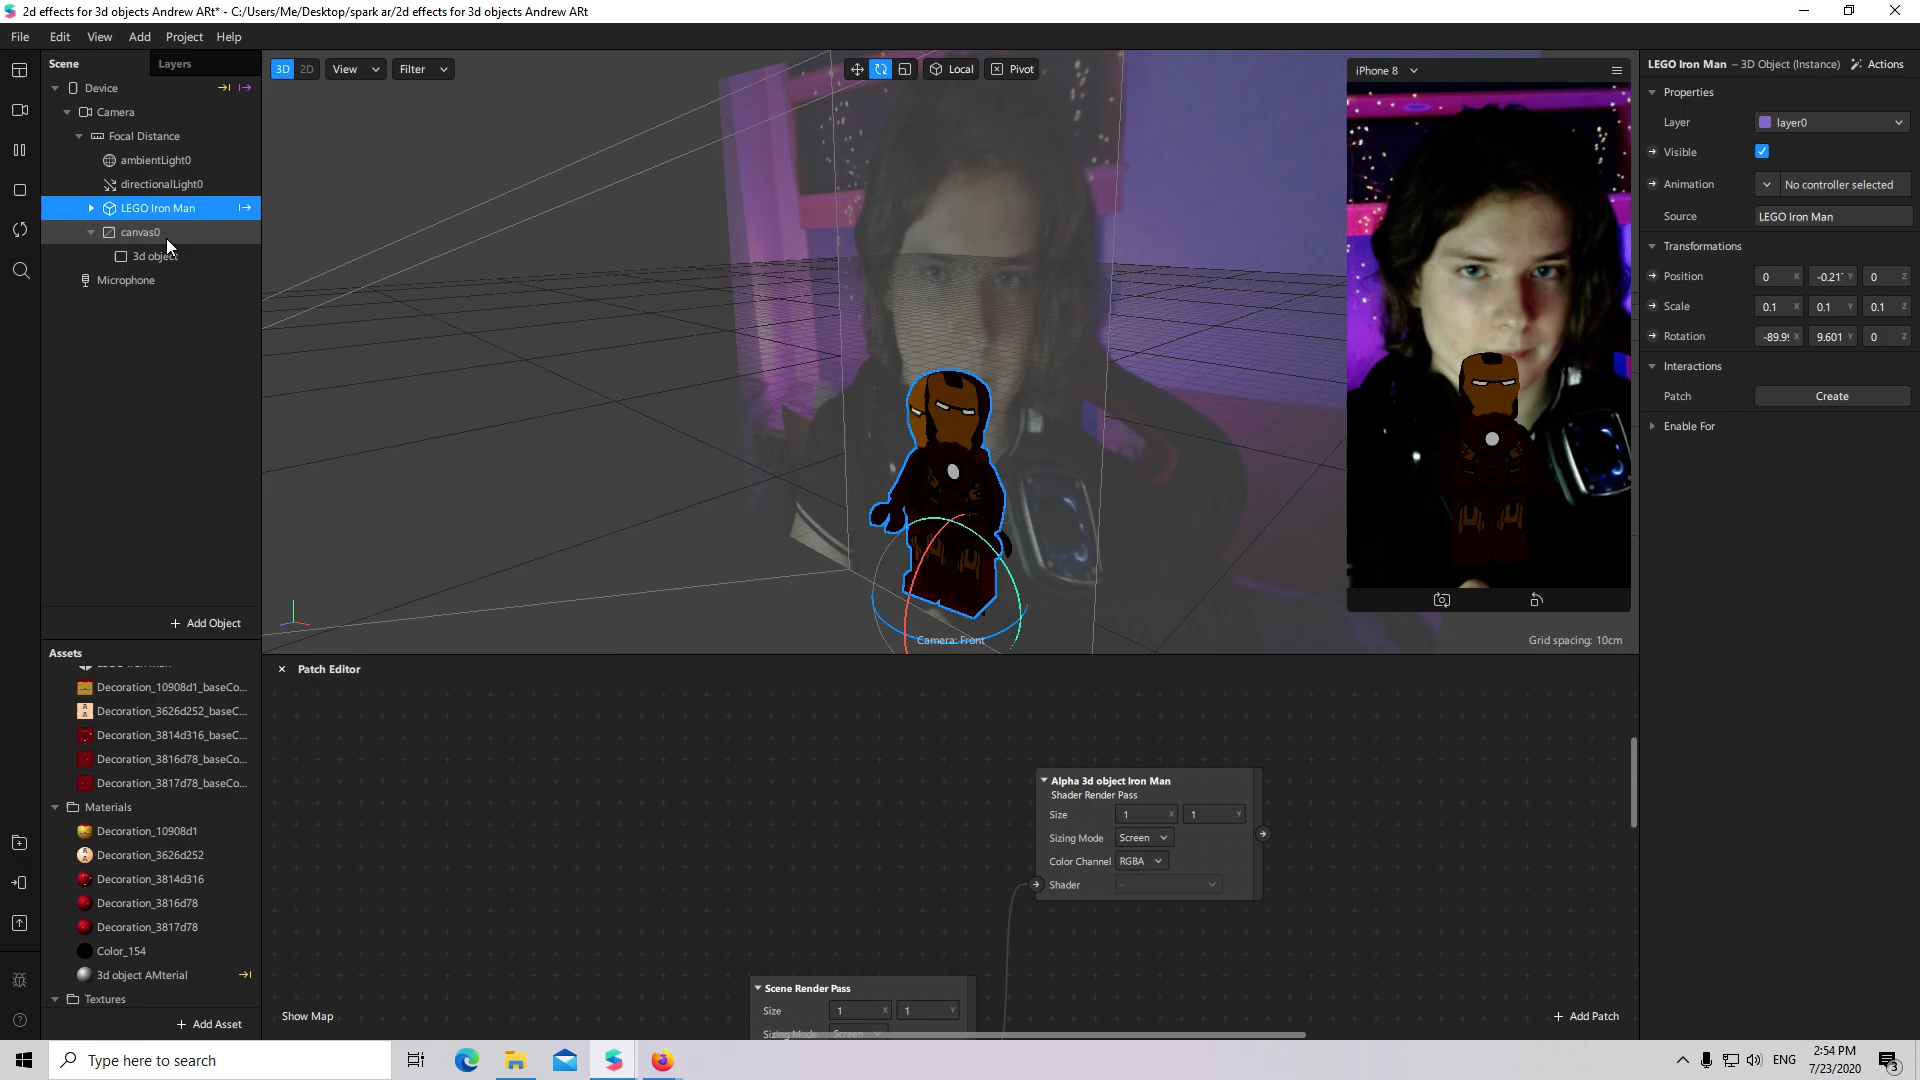 2d effects for 3d objects Andrew ARt* - C:/Users/Me/Desktop/spark ar/2d effects for 3d objects Andrew ARt
File Edit View Add Project Help
Scene Layers
Device
Camera
Focal Distance
ambientLight0
directionalLight0
LEGO Iron Man
canvas0
3d object
Microphone
+ Add Object
Assets
Decoration_10908d1_baseCo...
Decoration_3626d252_baseC...
Decoration_3814d316_baseC...
Decoration_3816d78_baseCo...
Decoration_3817d78_baseCo...
Materials
Decoration_10908d1
Decoration_3626d252
Decoration_3814d316
Decoration_3816d78
Decoration_3817d78
Color_154
3d object AMterial
Textures
+ Add Asset
3D 2D View Filter Local Pivot
Camera: Front
Grid spacing: 10cm
iPhone 8
LEGO Iron Man – 3D Object (Instance) Actions
Properties
Layer layer0
Visible
Animation No controller selected
Source LEGO Iron Man
Transformations
Position 0 X -0.21 Y 0 Z
Scale 0.1 X 0.1 Y 0.1 Z
Rotation -89.9 X 9.601 Y 0 Z
Interactions
Patch Create
Enable For
Patch Editor
Alpha 3d object Iron Man
Shader Render Pass
Size 1 X 1 Y
Sizing Mode Screen
Color Channel RGBA
Shader -
Scene Render Pass
Size 1 X 1 Y
Sizing Mode Screen
Show Map
+ Add Patch
Type here to search
ENG
2:54 PM
7/23/2020
3